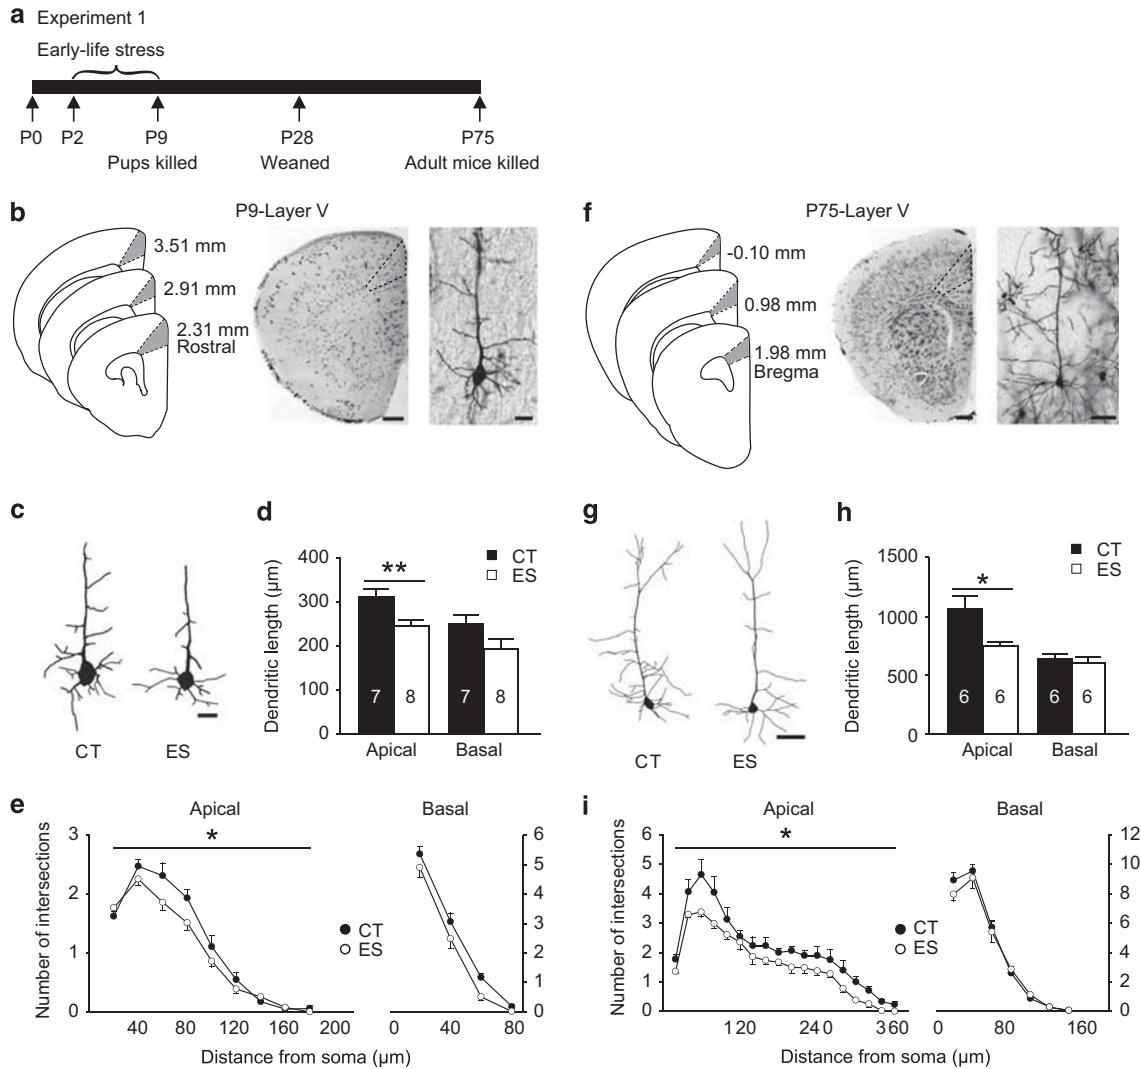 a Experiment 1
Early-life stress
P0 P2 P9 P28 P75
Pups killed Weaned Adult mice killed
b P9-Layer V
3.51 mm
2.91 mm
2.31 mm
Rostral
f P75-Layer V
-0.10 mm
0.98 mm
1.98 mm
Bregma
c
CT ES
d
Dendritic length (µm)
400
300
200
100
0
**
CT
ES
7 8 7 8
Apical Basal
g
CT ES
h
Dendritic length (µm)
1500
1000
500
0
*
CT
ES
6 6 6 6
Apical Basal
e Apical Basal
Number of intersections
3
2
1
0
*
CT
ES
6
5
4
3
2
1
0
40 80 120 160 200 0 40 80
Distance from soma (µm)
i Apical Basal
Number of intersections
6
5
4
3
2
1
0
*
CT
ES
12
10
8
6
4
2
0
120 240 360 0 80 160
Distance from soma (µm)